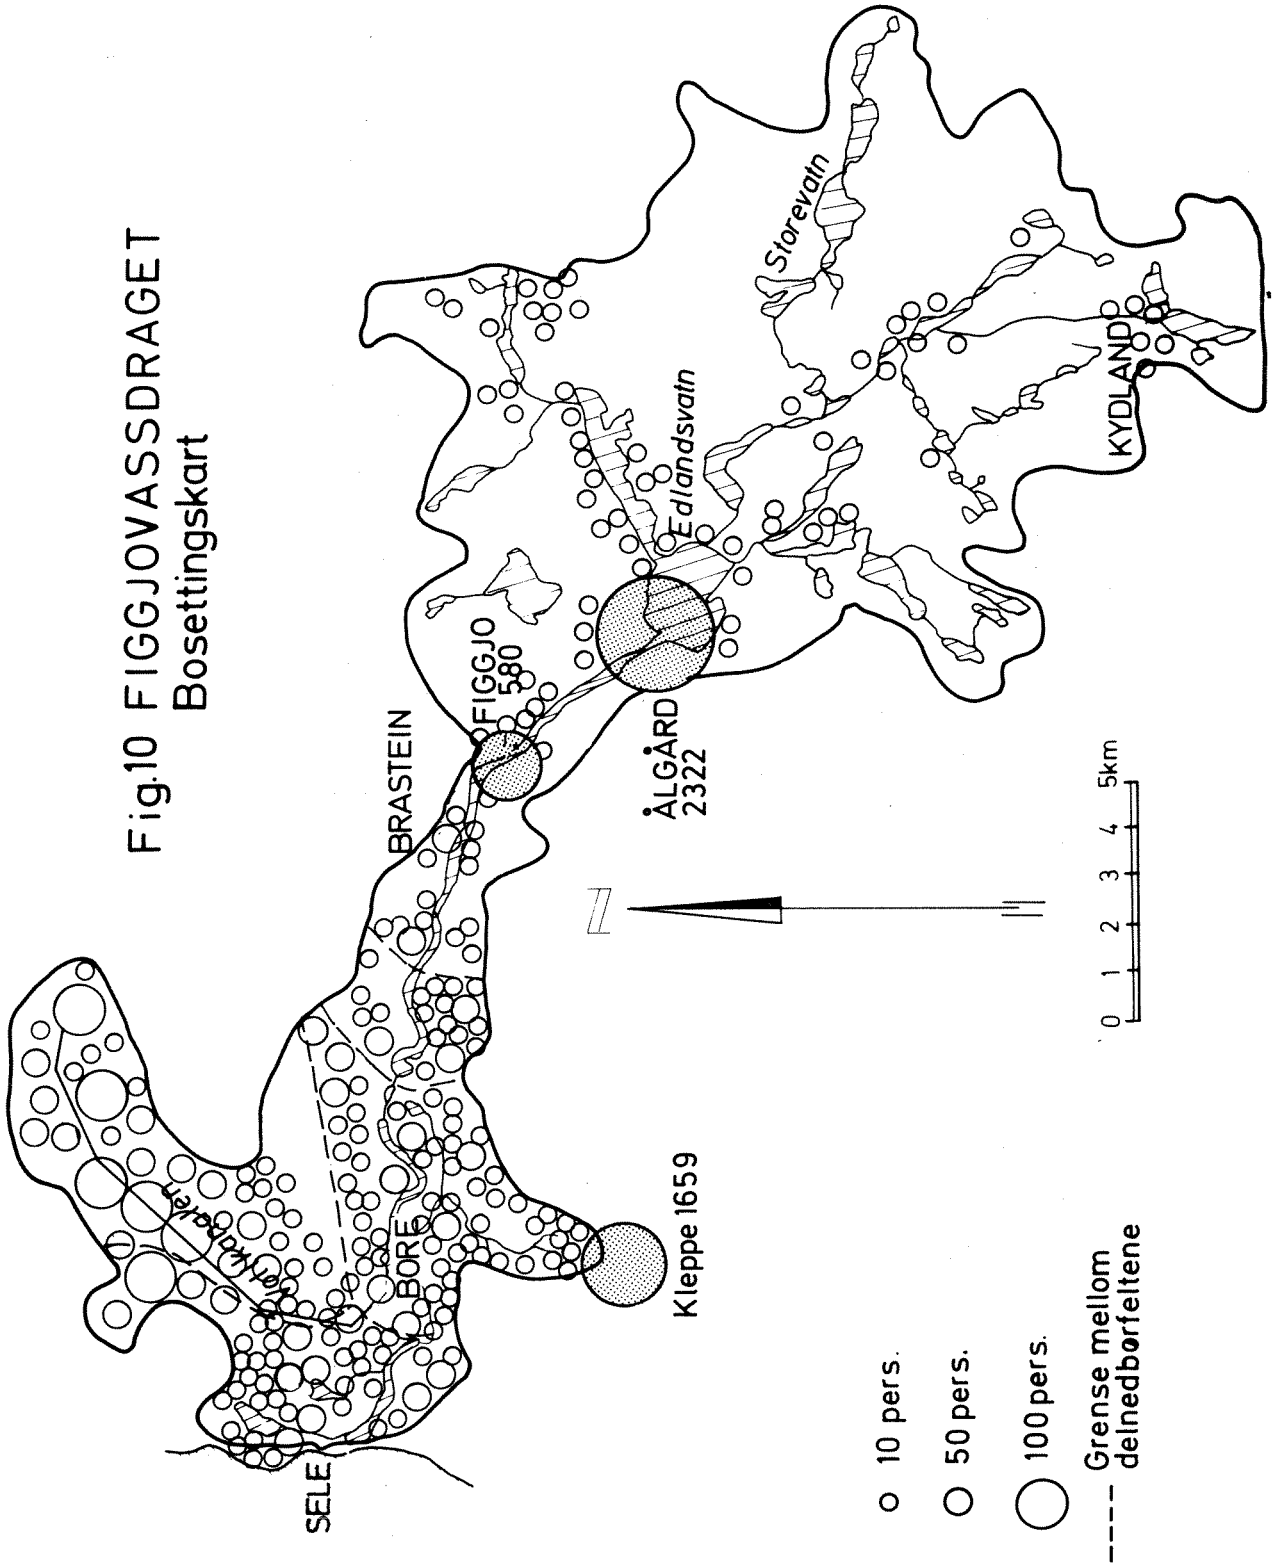 Fig.10 FIGGJOVASSDRAGET
Bosettingskart
Storevatn
Edlandsvatn
KYDLAND
FIGGJO
580
BRASTEIN
ÅLGÅRD
2322
Kleppe 1659
BORE
SELE
N
0 1 2 3 4 5km
10 pers.
50 pers.
100 pers.
Grense mellom
delnedbørfeltene